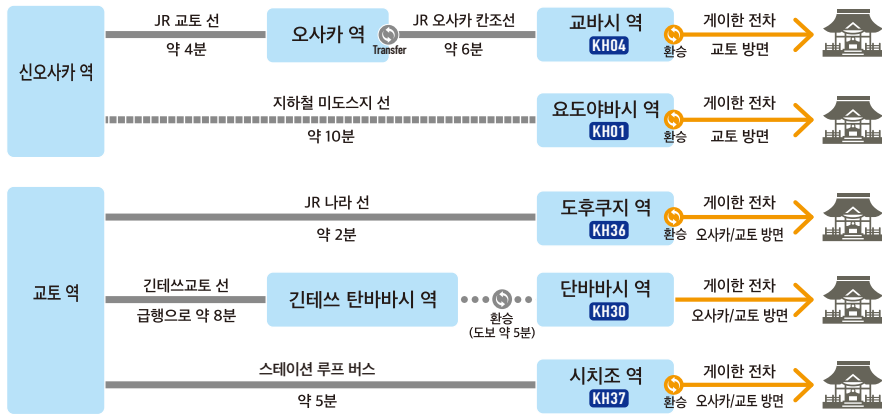 신오사카 역
JR 교토 선
약 4분
오사카 역
Transfer
JR 오사카 칸조선
약 6분
교바시 역
KH04
환승
게이한 전차
교토 방면
지하철 미도스지 선
약 10분
요도야바시 역
KH01
환승
게이한 전차
교토 방면
교토 역
JR 나라 선
약 2분
도후쿠지 역
KH36
환승
게이한 전차
오사카/교토 방면
긴테쓰교토 선
급행으로 약 8분
긴테쓰 탄바바시 역
환승
(도보 약 5분)
단바바시 역
KH30
게이한 전차
오사카/교토 방면
스테이션 루프 버스
약 5분
시치조 역
KH37
환승
게이한 전차
오사카/교토 방면